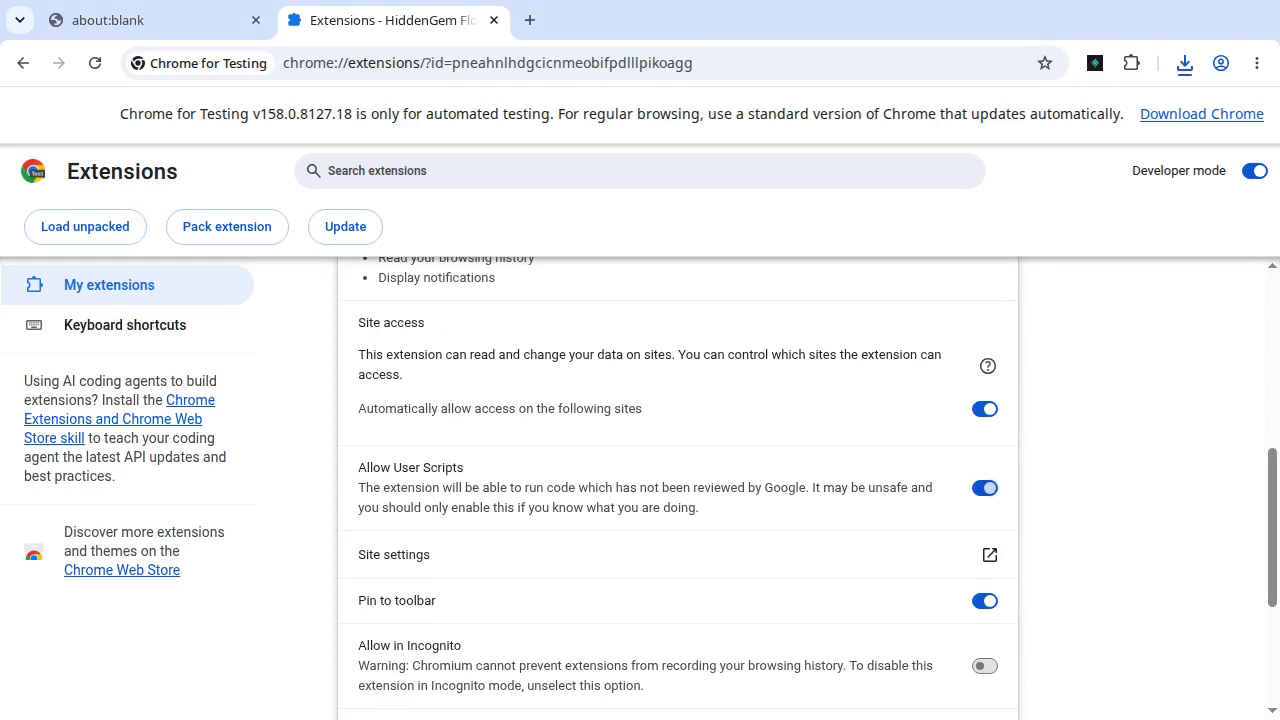 about:blank
Extensions - HiddenGem Flo
Chrome for Testing
chrome://extensions/?id=pneahnlhdgcicnmeobifpdlllpikoagg
Chrome for Testing v158.0.8127.18 is only for automated testing. For regular browsing, use a standard version of Chrome that updates automatically.
Download Chrome
Extensions
Search extensions
Developer mode
Load unpacked
Pack extension
Update
My extensions
Keyboard shortcuts
Using AI coding agents to build
extensions? Install the Chrome
Extensions and Chrome Web
Store skill to teach your coding
agent the latest API updates and
best practices.
Discover more extensions
and themes on the
Chrome Web Store
Read your browsing history
Display notifications
Site access
This extension can read and change your data on sites. You can control which sites the extension can
access.
Automatically allow access on the following sites
Allow User Scripts
The extension will be able to run code which has not been reviewed by Google. It may be unsafe and
you should only enable this if you know what you are doing.
Site settings
Pin to toolbar
Allow in Incognito
Warning: Chromium cannot prevent extensions from recording your browsing history. To disable this
extension in Incognito mode, unselect this option.